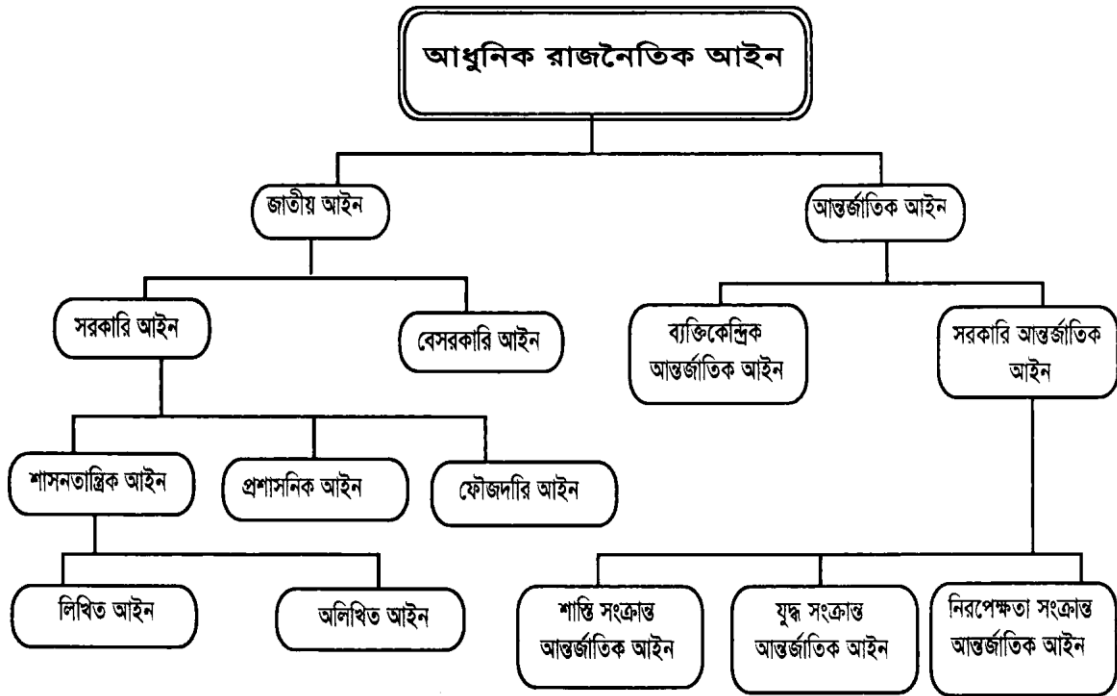 আধুনিক রাজনৈতিক আইন
জাতীয় আইন
আন্তর্জাতিক আইন
সরকারি আইন
বেসরকারি আইন
ব্যক্তিকেন্দ্রিক
আন্তর্জাতিক আইন
সরকারি আন্তর্জাতিক
আইন
শাসনতান্ত্রিক আইন
প্রশাসনিক আইন
ফৌজদারি আইন
লিখিত আইন
অলিখিত আইন
শাস্তি সংক্রান্ত
আন্তর্জাতিক আইন
যুদ্ধ সংক্রান্ত
আন্তর্জাতিক আইন
নিরপেক্ষতা সংক্রান্ত
আন্তর্জাতিক আইন